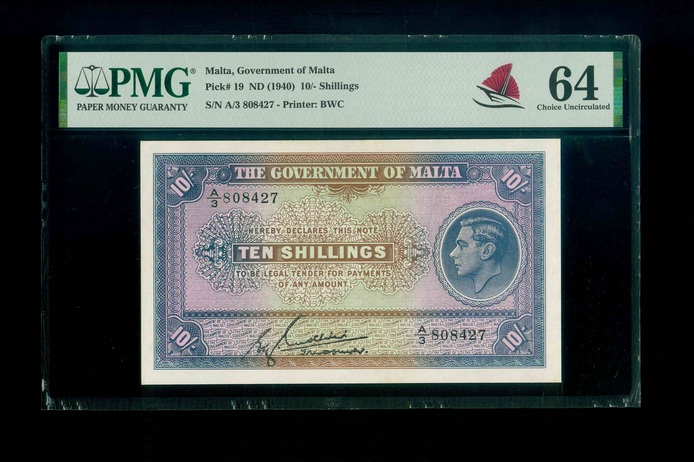 PMG®
PAPER MONEY GUARANTY
Malta, Government of Malta
Pick# 19 ND (1940) 10/- Shillings
S/N A/3 808427 - Printer: BWC
64
Choice Uncirculated
10/-
THE GOVERNMENT OF MALTA
10/-
A/3 808427
HEREBY DECLARES THIS NOTE
TEN SHILLINGS
TO BE LEGAL TENDER FOR PAYMENTS
OF ANY AMOUNT.
A/3 808427
10/-
Treasurer.
10/-